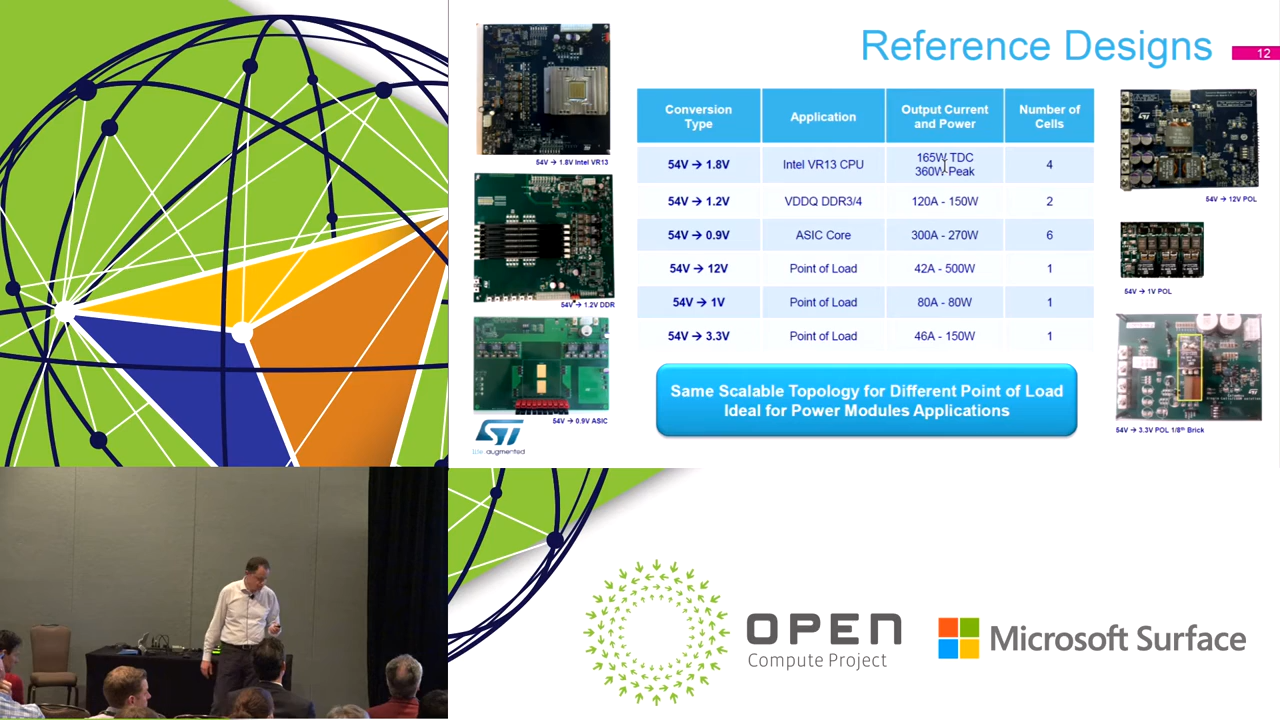 Reference Designs
12
54V → 1.8V Intel VR13
54V → 1.2V DDR
54V → 0.9V ASIC
ST
life.augmented
Conversion Type
Application
Output Current and Power
Number of Cells
54V → 1.8V
Intel VR13 CPU
165W TDC
360W Peak
4
54V → 1.2V
VDDQ DDR3/4
120A - 150W
2
54V → 0.9V
ASIC Core
300A - 270W
6
54V → 12V
Point of Load
42A - 500W
1
54V → 1V
Point of Load
80A - 80W
1
54V → 3.3V
Point of Load
46A - 150W
1
Same Scalable Topology for Different Point of Load
Ideal for Power Modules Applications
54V → 12V POL
54V → 1V POL
54V → 3.3V POL 1/8th Brick
OPEN
Compute Project
Microsoft Surface